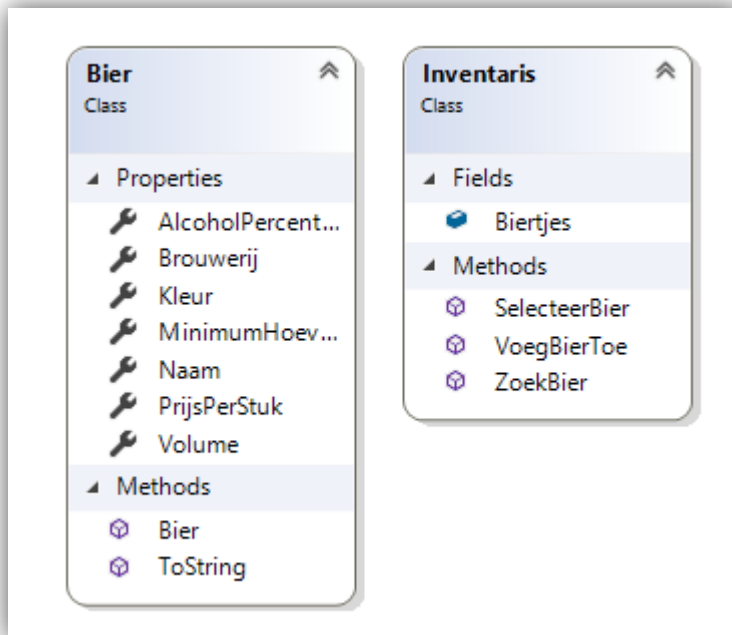 Bier
Class
Properties
AlcoholPercent...
Brouwerij
Kleur
MinimumHoev...
Naam
PrijsPerStuk
Volume
Methods
Bier
ToString
Inventaris
Class
Fields
Biertjes
Methods
SelecteerBier
VoegBierToe
ZoekBier